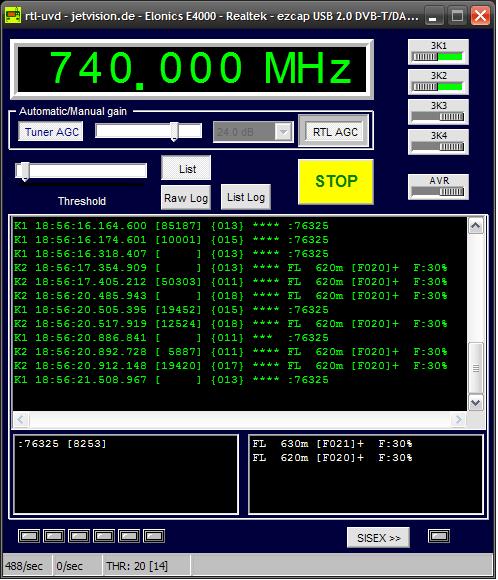 rtl-uvd - jetvision.de - Elonics E4000 - Realtek - ezcap USB 2.0 DVB-T/DA...
740.000 MHz
3K1
3K2
3K3
3K4
AVR
Automatic/Manual gain
Tuner AGC
24.0 dB
RTL AGC
Threshold
List
Raw Log
List Log
STOP
K1 18:56:16.164.600 [85187] {013} **** :76325
K1 18:56:16.174.601 [10001] {015} **** :76325
K1 18:56:16.318.407 [     ] {013} **** :76325
K2 18:56:17.354.909 [     ] {013} **** FL  620m [F020]+  F:30%
K2 18:56:17.405.212 [50303] {011} **** FL  620m [F020]+  F:30%
K2 18:56:20.485.943 [     ] {018} **** FL  620m [F020]+  F:30%
K1 18:56:20.505.395 [19452] {015} **** :76325
K2 18:56:20.517.919 [12524] {018} **** FL  620m [F020]+  F:30%
K1 18:56:20.886.841 [     ] {011} ***  :76325
K2 18:56:20.892.728 [ 5887] {011} **** FL  620m [F020]+  F:30%
K2 18:56:20.912.148 [19420] {017} **** FL  620m [F020]+  F:30%
K1 18:56:21.508.967 [     ] {013} **** :76325
:76325 [8253]
FL  630m [F021]+  F:30%
FL  620m [F020]+  F:30%
SISEX >>
488/sec
0/sec
THR: 20 [14]